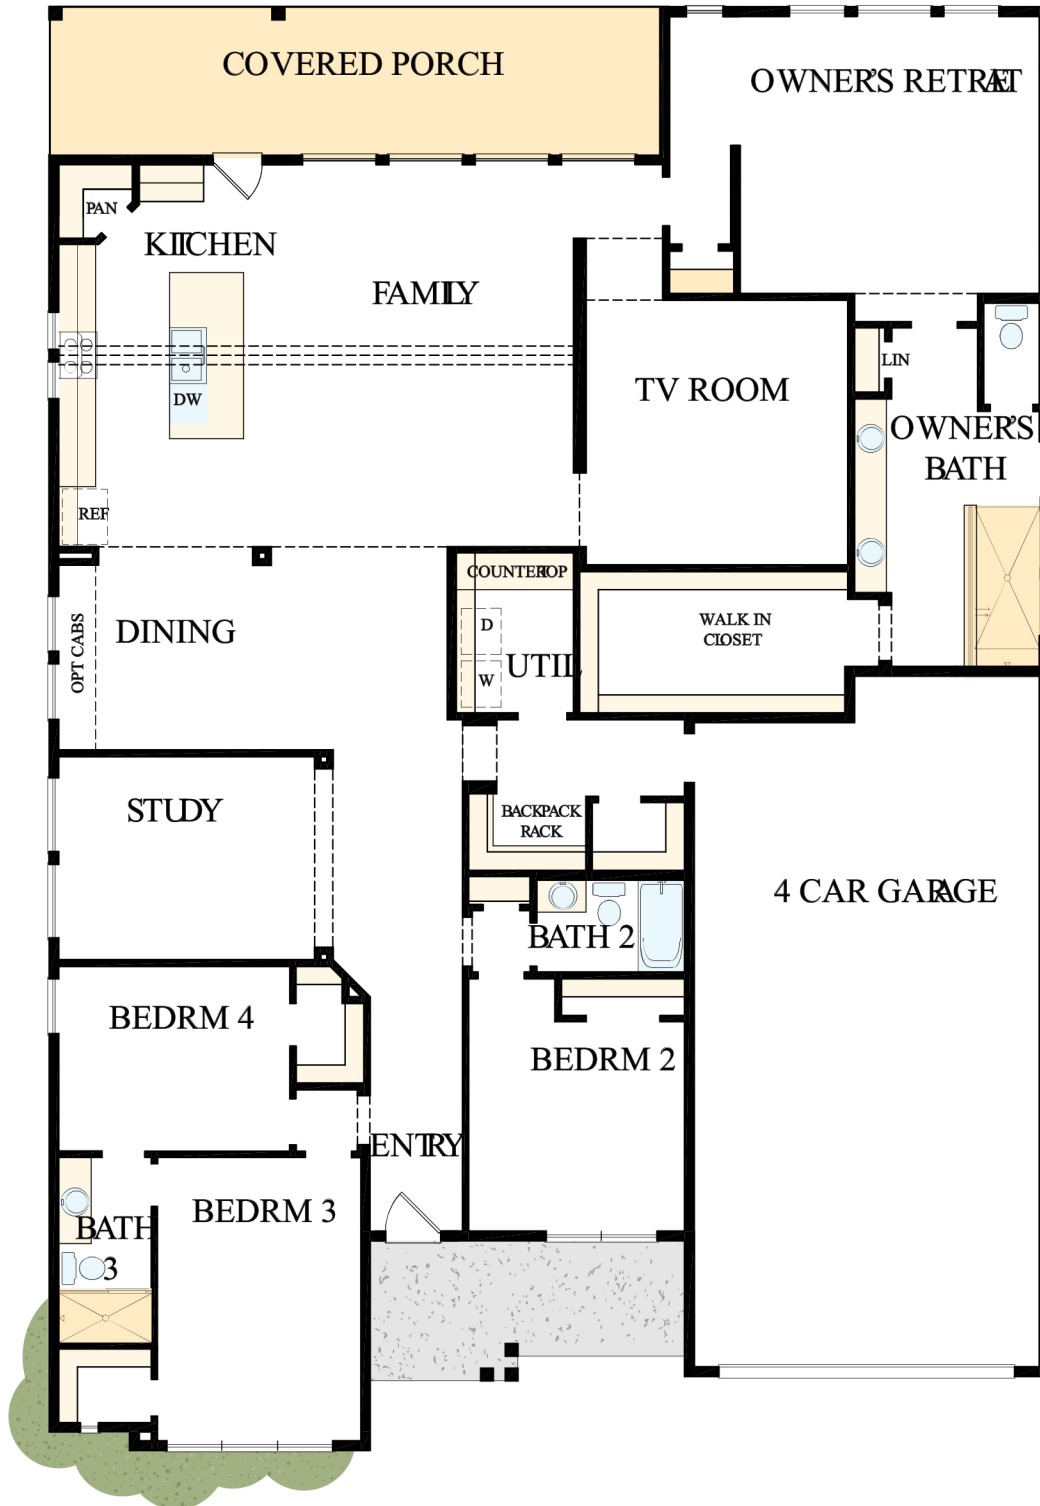 COVERED PORCH
OWNER'S RETREAT
PAN
KITCHEN
FAMILY
LIN
TV ROOM
DW
OWNER'S
BATH
REF
COUNTERTOP
OPT CABS
DINING
D
WALK IN
CLOSET
UTIL
W
STUDY
BACKPACK
RACK
4 CAR GARAGE
BATH 2
BEDRM 4
BEDRM 2
ENTRY
BEDRM 3
BATH
3